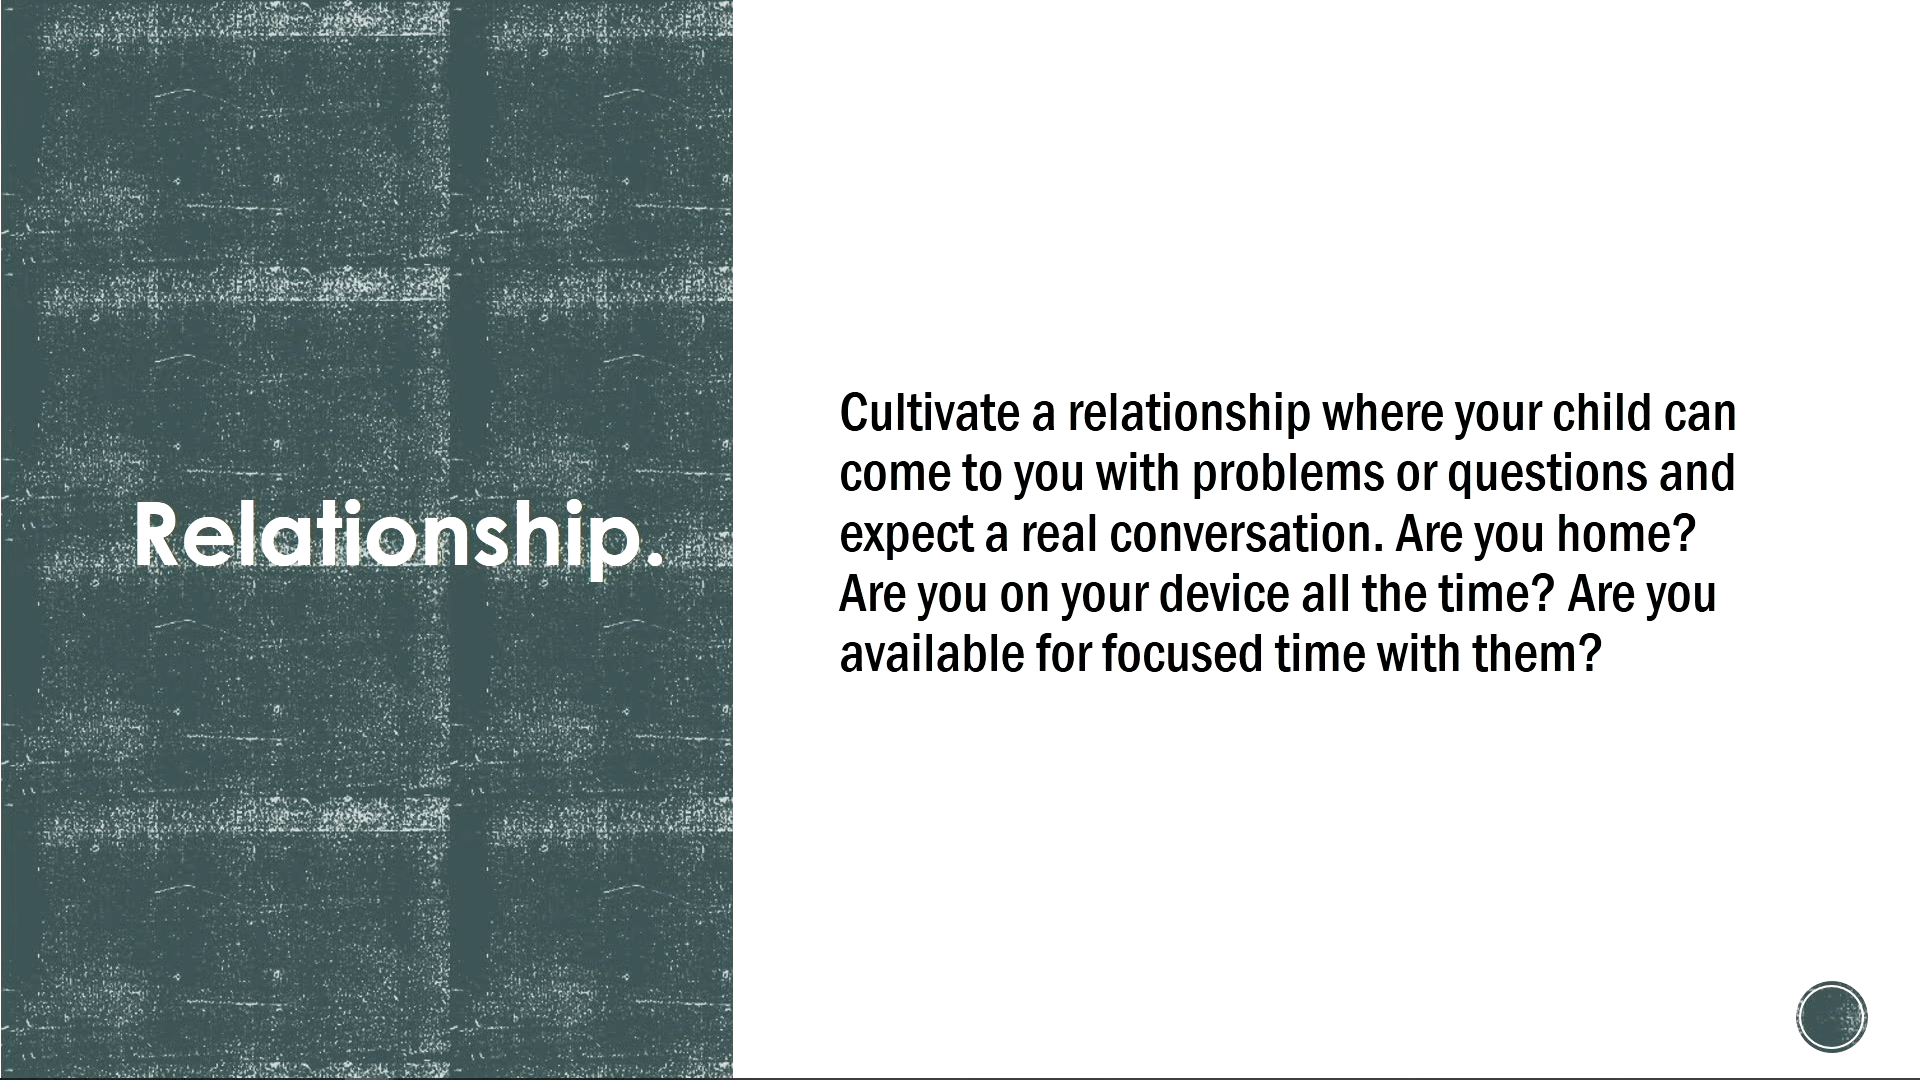 Relationship.
Cultivate a relationship where your child can
come to you with problems or questions and
expect a real conversation. Are you home?
Are you on your device all the time? Are you
available for focused time with them?